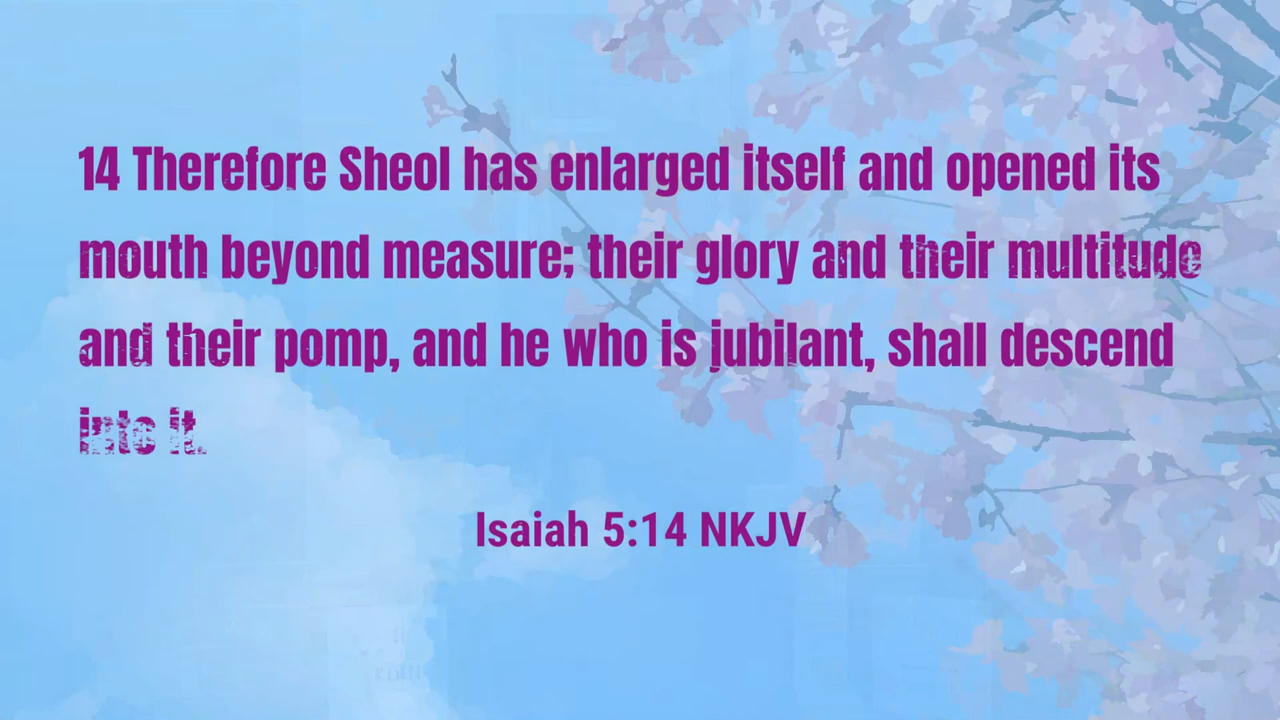 14 Therefore Sheol has enlarged itself and opened its
mouth beyond measure; their glory and their multitude
and their pomp, and he who is jubilant, shall descend
into it.
Isaiah 5:14 NKJV